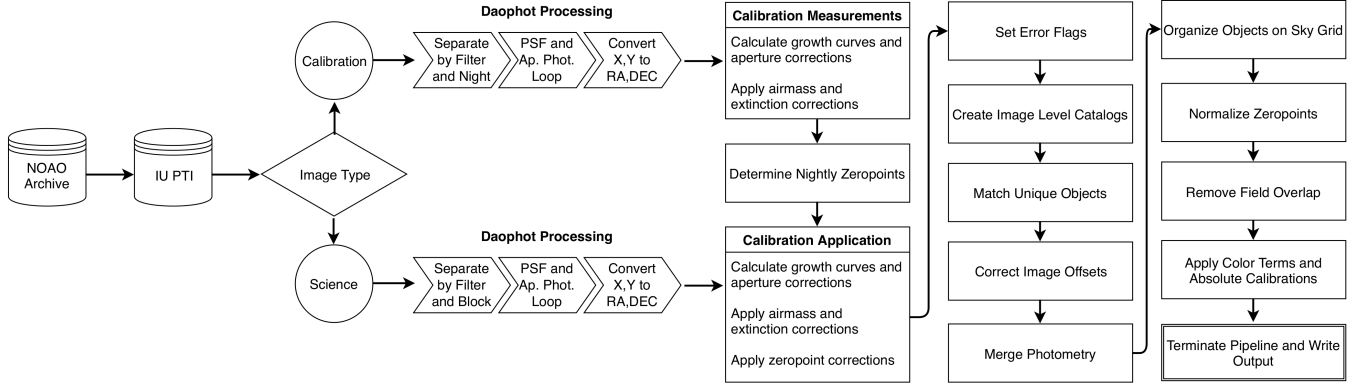 NOAO
Archive
IU PTI
Image Type
Calibration
Daophot Processing
Separate
by Filter
and Night
PSF and
Ap. Phot.
Loop
Convert
X,Y to
RA,DEC
Science
Daophot Processing
Separate
by Filter
and Block
PSF and
Ap. Phot.
Loop
Convert
X,Y to
RA,DEC
Calibration Measurements
Calculate growth curves and
aperture corrections
Apply airmass and
extinction corrections
Determine Nightly Zeropoints
Calibration Application
Calculate growth curves and
aperture corrections
Apply airmass and
extinction corrections
Apply zeropoint corrections
Set Error Flags
Create Image Level Catalogs
Match Unique Objects
Correct Image Offsets
Merge Photometry
Organize Objects on Sky Grid
Normalize Zeropoints
Remove Field Overlap
Apply Color Terms and
Absolute Calibrations
Terminate Pipeline and Write
Output